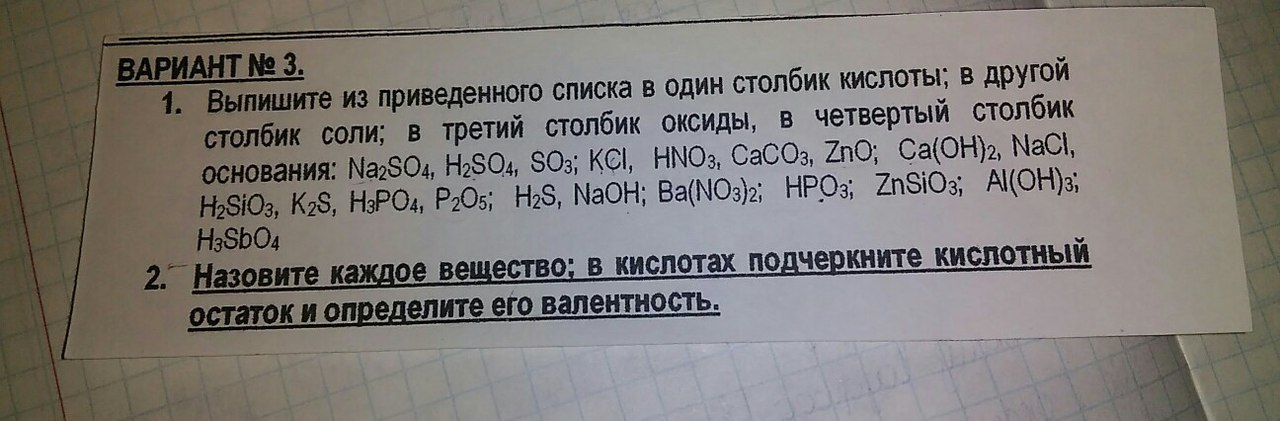 ВАРИАНТ № 3.
1. Выпишите из приведенного списка в один столбик кислоты; в другой
столбик соли; в третий столбик оксиды, в четвертый столбик
основания: Na₂SO₄, H₂SO₄, SO₃; KCl, HNO₃, CaCO₃, ZnO; Ca(OH)₂, NaCl,
H₂SiO₃, K₂S, H₃PO₄, P₂O₅; H₂S, NaOH; Ba(NO₃)₂; HPO₃; ZnSiO₃; Al(OH)₃;
H₃SbO₄
2. Назовите каждое вещество; в кислотах подчеркните кислотный
остаток и определите его валентность.